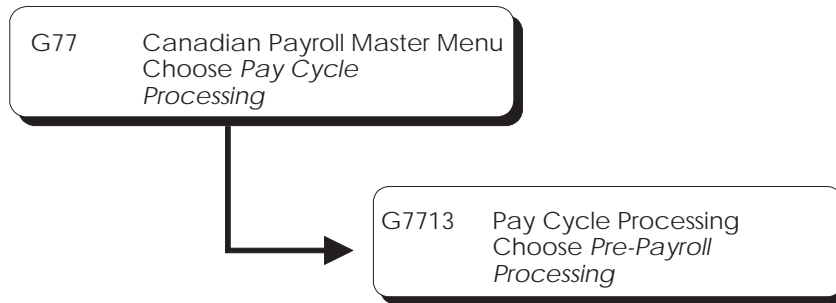 G77 Canadian Payroll Master Menu
Choose Pay Cycle
Processing
G7713 Pay Cycle Processing
Choose Pre-Payroll
Processing